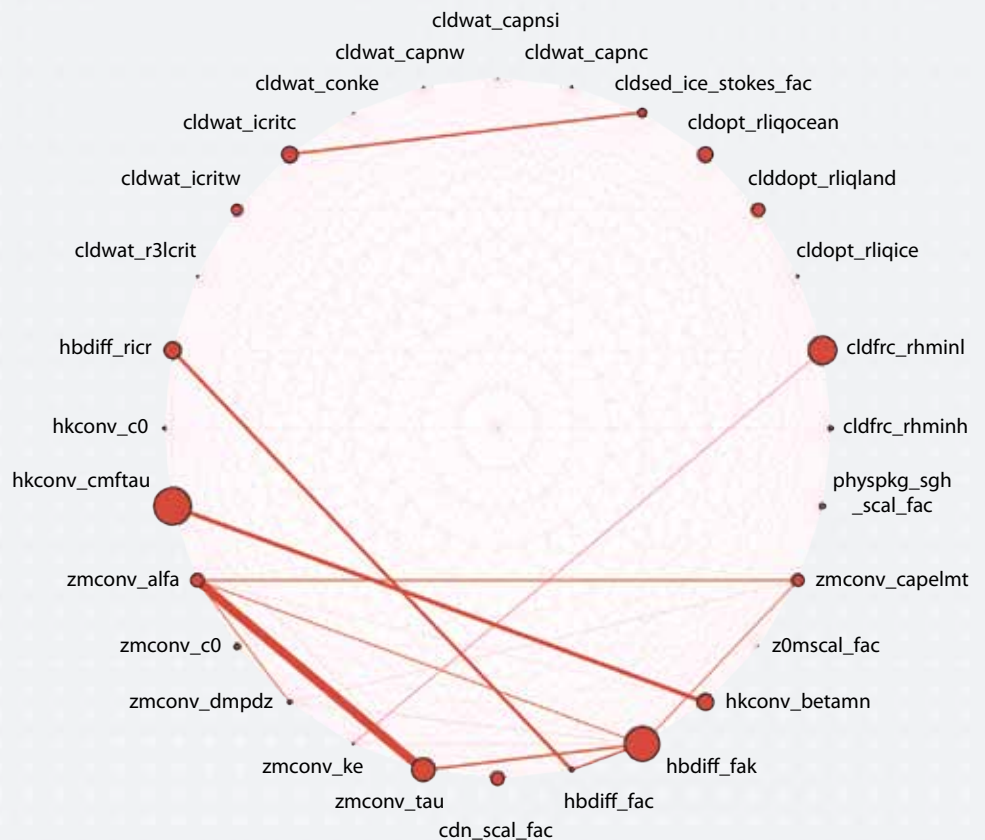 cldwat_capnsi
cldwat_capnw
cldwat_capnc
cldwat_conke
cldsed_ice_stokes_fac
cldwat_icritc
cldopt_rliqocean
cldwat_icritw
clddopt_rliqland
cldwat_r3lcrit
cldopt_rliqice
hbdiff_ricr
cldfrc_rhminl
hkconv_c0
cldfrc_rhminh
hkconv_cmftau
physpkg_sgh
_scal_fac
zmconv_alfa
zmconv_capelmt
zmconv_c0
z0mscal_fac
zmconv_dmpdz
hkconv_betamn
zmconv_ke
hbdiff_fak
zmconv_tau
hbdiff_fac
cdn_scal_fac